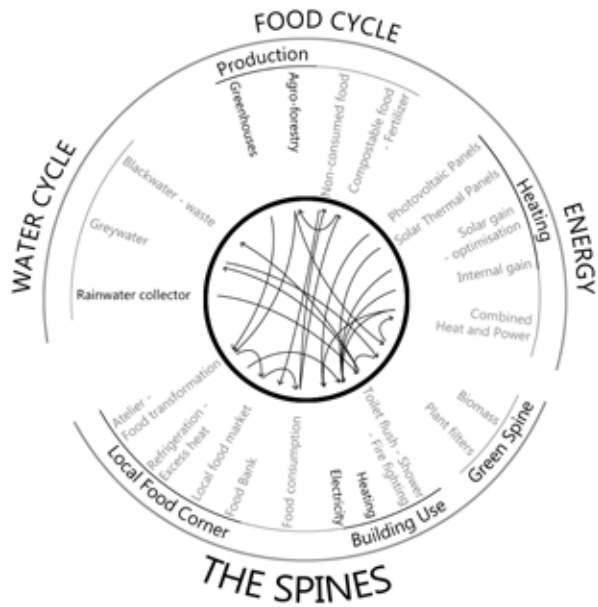 FOOD CYCLE
Production
Greenhouses
Agro-forestry
Non-consumed food
Compostable food
- Fertilizer
ENERGY
Heating
Photovoltaic Panels
Solar Thermal Panels
Solar gain
- optimisation
Internal gain
Combined
Heat and Power
WATER CYCLE
Blackwater - waste
Greywater
Rainwater collector
Biomass
Plant filters
Green Spine
Toilet flush - Shower
- Fire fighting
Heating
Electricity
Building Use
Food consumption
Food Bank
Local food market
Refrigeration -
Excess heat
Atelier -
Food transformation
Local Food Corner
THE SPINES